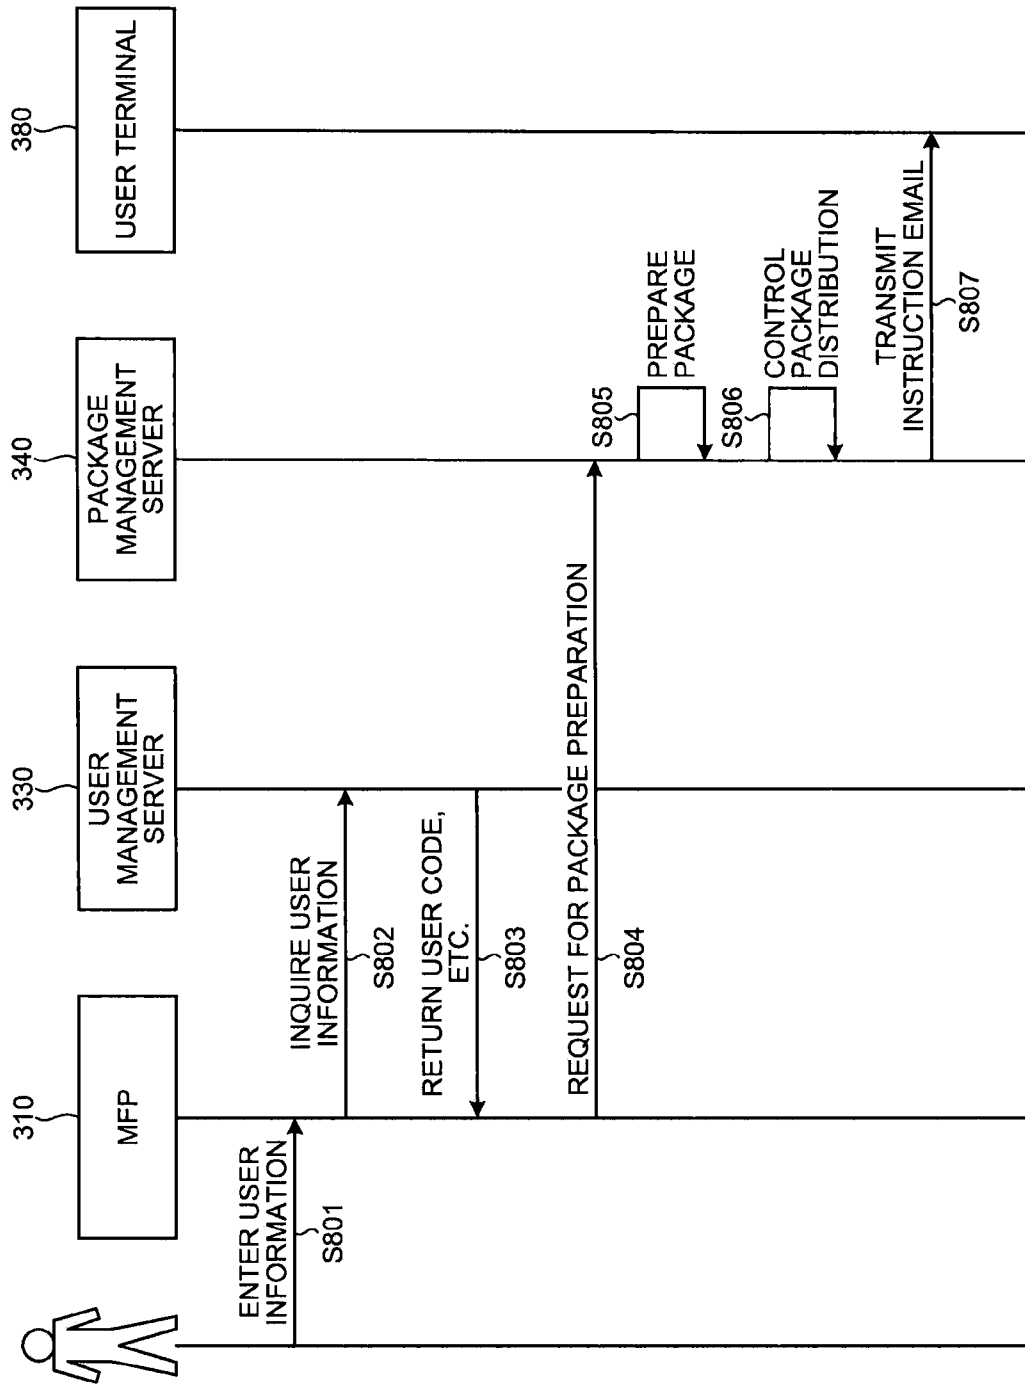 310
330
340
380
MFP
USER
MANAGEMENT
SERVER
PACKAGE
MANAGEMENT
SERVER
USER TERMINAL
ENTER USER
INFORMATION
S801
INQUIRE USER
INFORMATION
S802
RETURN USER CODE,
ETC.
S803
REQUEST FOR PACKAGE PREPARATION
S804
S805
PREPARE
PACKAGE
S806
CONTROL
PACKAGE
DISTRIBUTION
TRANSMIT
INSTRUCTION EMAIL
S807